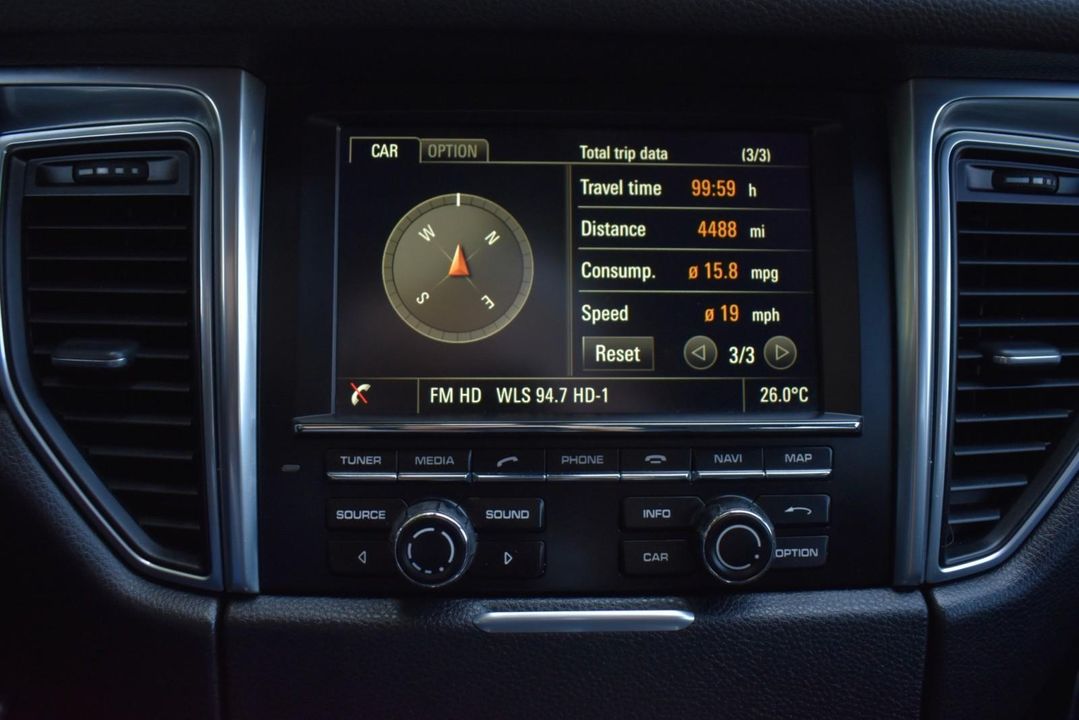 CAR OPTION Total trip data (3/3)
Travel time 99:59 h
Distance 4488 mi
Consump. ø 15.8 mpg
Speed ø 19 mph
Reset 3/3
W N
S E
FM HD WLS 94.7 HD-1 26.0°C
TUNER MEDIA PHONE NAVI MAP
SOURCE SOUND INFO
CAR OPTION